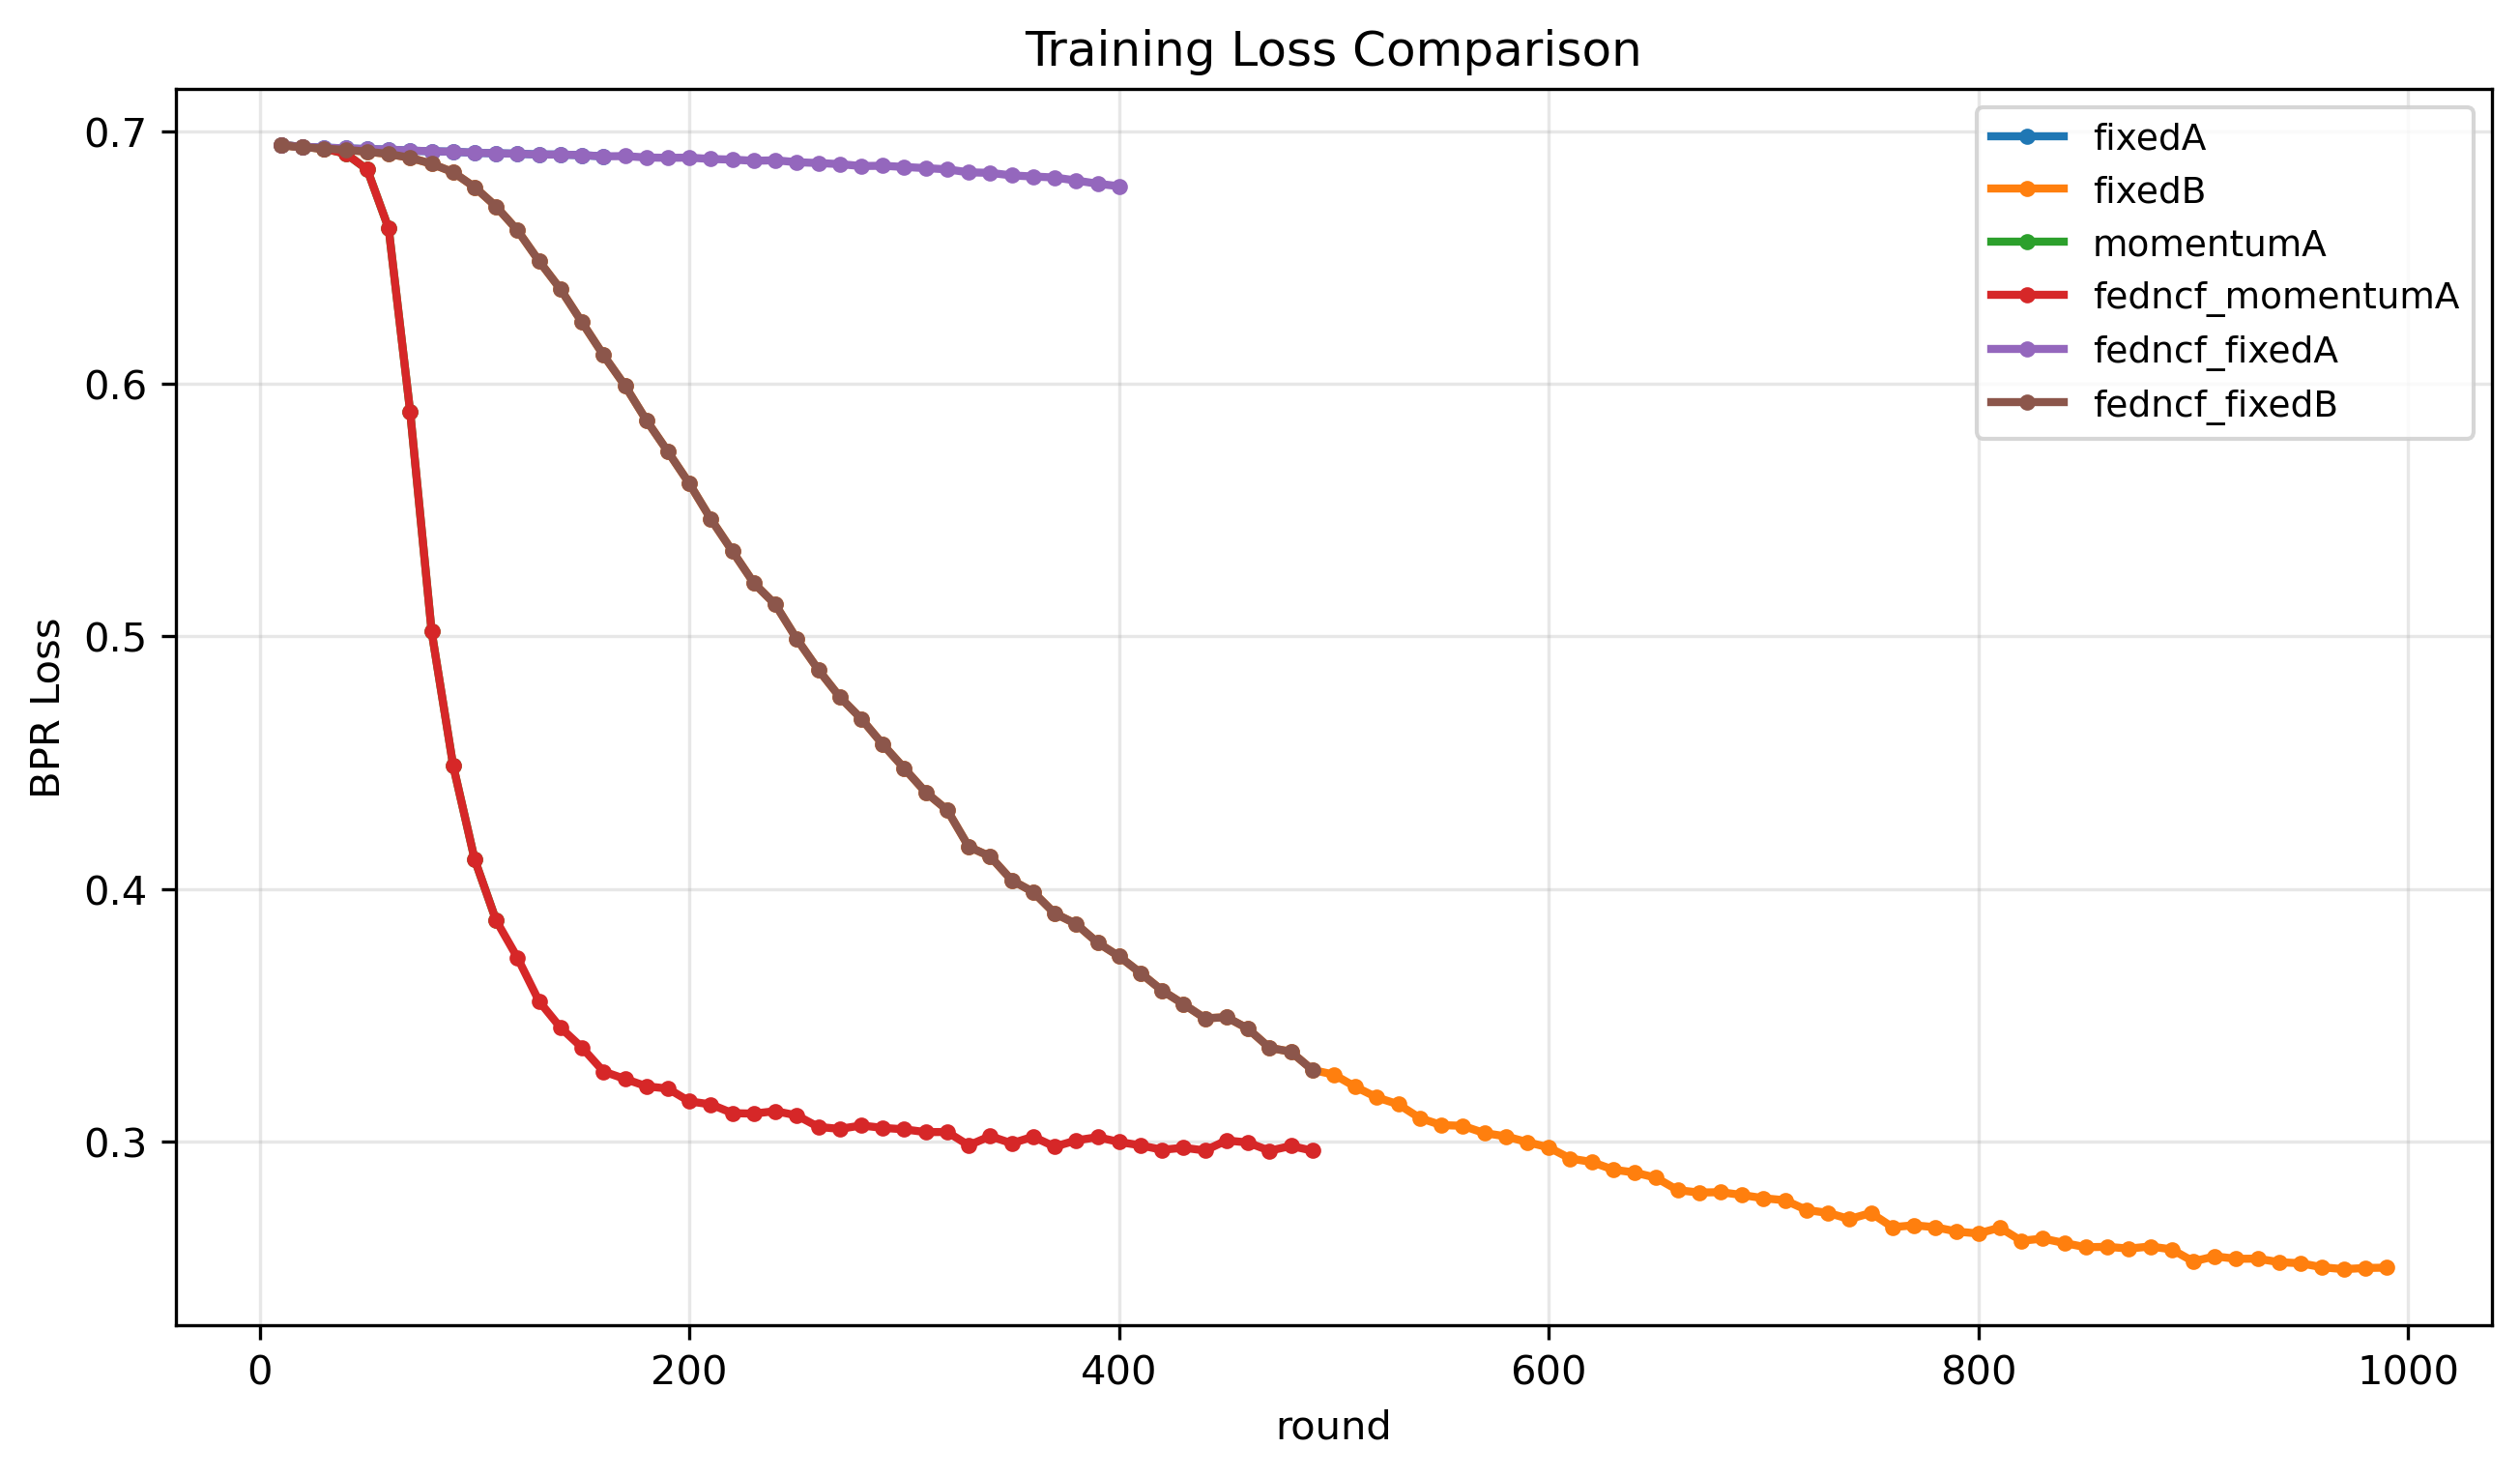 Training Loss Comparison
0.7
0.6
0.5
0.4
0.3
BPR Loss
0
200
400
600
800
1000
round
fixedA
fixedB
momentumA
fedncf_momentumA
fedncf_fixedA
fedncf_fixedB